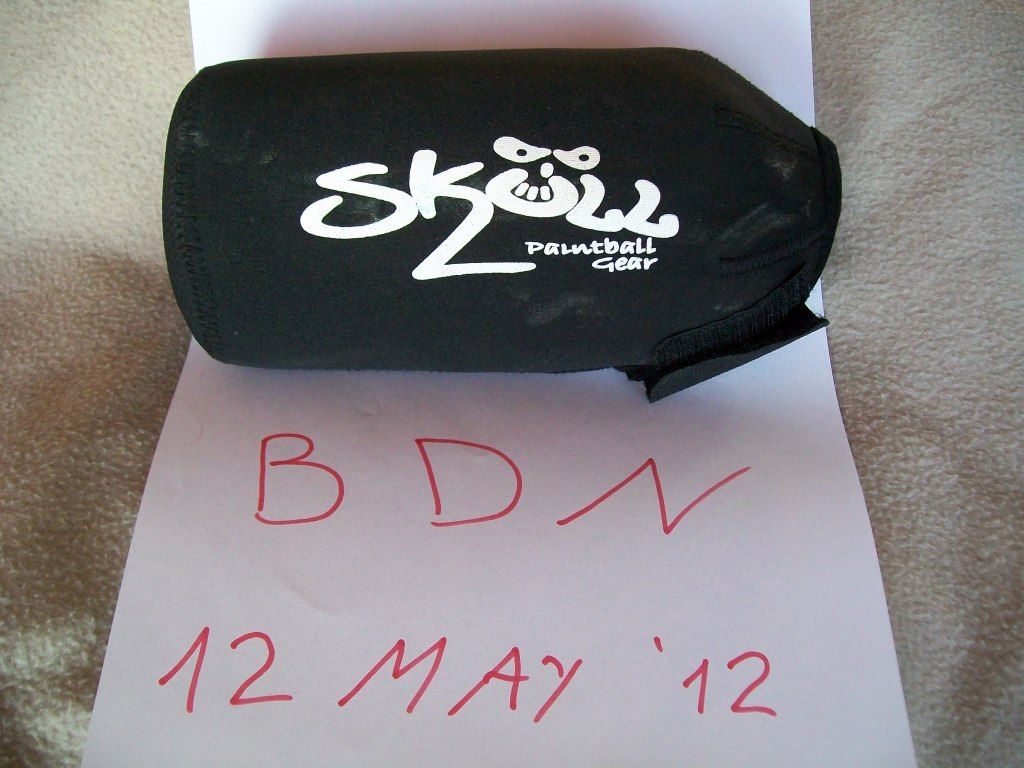 Skull
Paintball
Gear
BDN
12 MAY '12